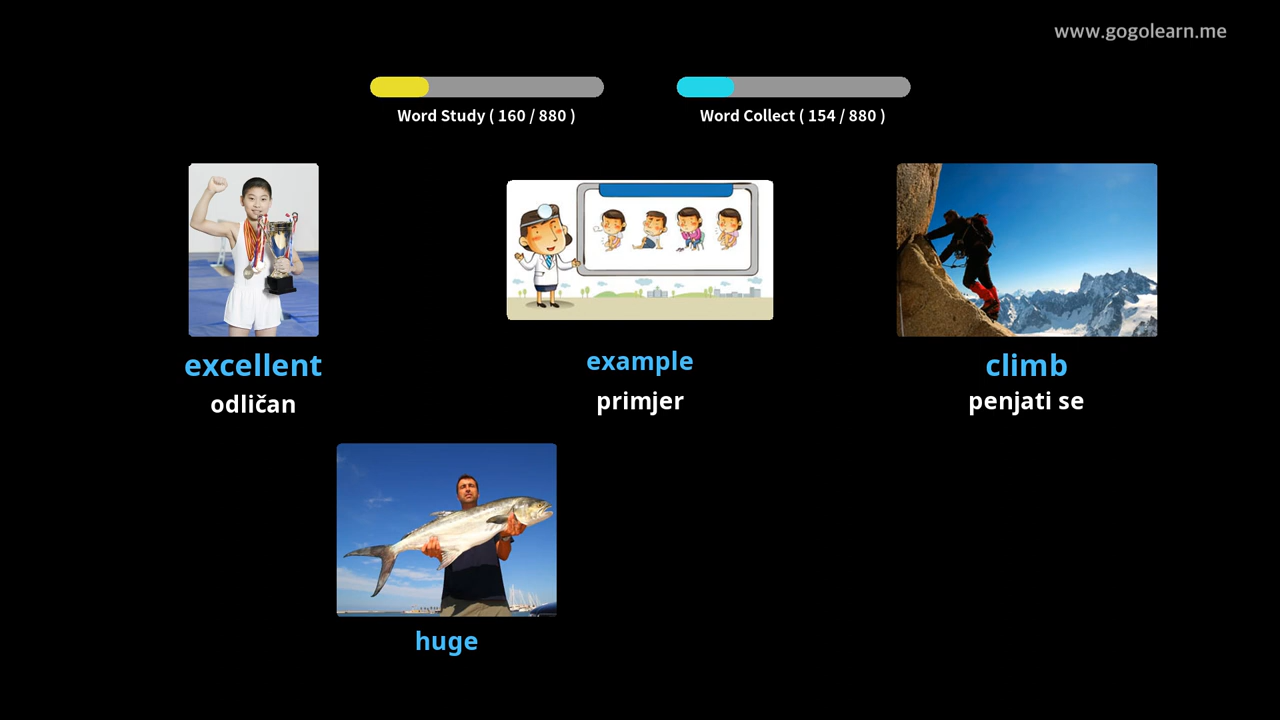 www.gogolearn.me
Word Study ( 160 / 880 )
Word Collect ( 154 / 880 )
excellent
odličan
example
primjer
climb
penjati se
huge